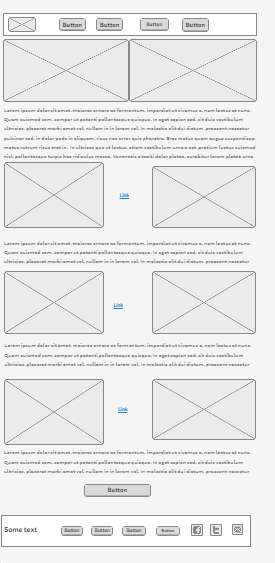 Button Button Button Button
Lorem ipsum dolor sit amet, maiores ornare ac fermentum, imperdiet ut vivamus a, nam lectus at nunc.
Quam euismod sem, semper ut potenti pellentesque quisque. In eget sapien sed, sit duis vestibulum
ultricies, placerat morbi amet vel, nullam in in lorem vel. In molestie elit dui dictum, praesent nascetur
pulvinar sed, in dolor pede in aliquam, risus nec error quis pharetra. Eros metus quam augue suspendisse,
metus rutrum risus erat in. In ultrices que ut lectus, etiam vestibulum urna a est, pretium luctus euismod
nisl, pellentesque turpis hac ridiculus massa. Venenatis a taciti dolor platea, curabitur lorem platea urna
Link
Lorem ipsum dolor sit amet, maiores ornare ac fermentum, imperdiet ut vivamus a, nam lectus at nunc.
Quam euismod sem, semper ut potenti pellentesque quisque. In eget sapien sed, sit duis vestibulum
ultricies, placerat morbi amet vel, nullam in in lorem vel. In molestie elit dui dictum, praesent nascetur
Link
Lorem ipsum dolor sit amet, maiores ornare ac fermentum, imperdiet ut vivamus a, nam lectus at nunc.
Quam euismod sem, semper ut potenti pellentesque quisque. In eget sapien sed, sit duis vestibulum
ultricies, placerat morbi amet vel, nullam in in lorem vel. In molestie elit dui dictum, praesent nascetur
Link
Lorem ipsum dolor sit amet, maiores ornare ac fermentum, imperdiet ut vivamus a, nam lectus at nunc.
Quam euismod sem, semper ut potenti pellentesque quisque. In eget sapien sed, sit duis vestibulum
ultricies, placerat morbi amet vel, nullam in in lorem vel. In molestie elit dui dictum, praesent nascetur
Button
Some text Button Button Button Button